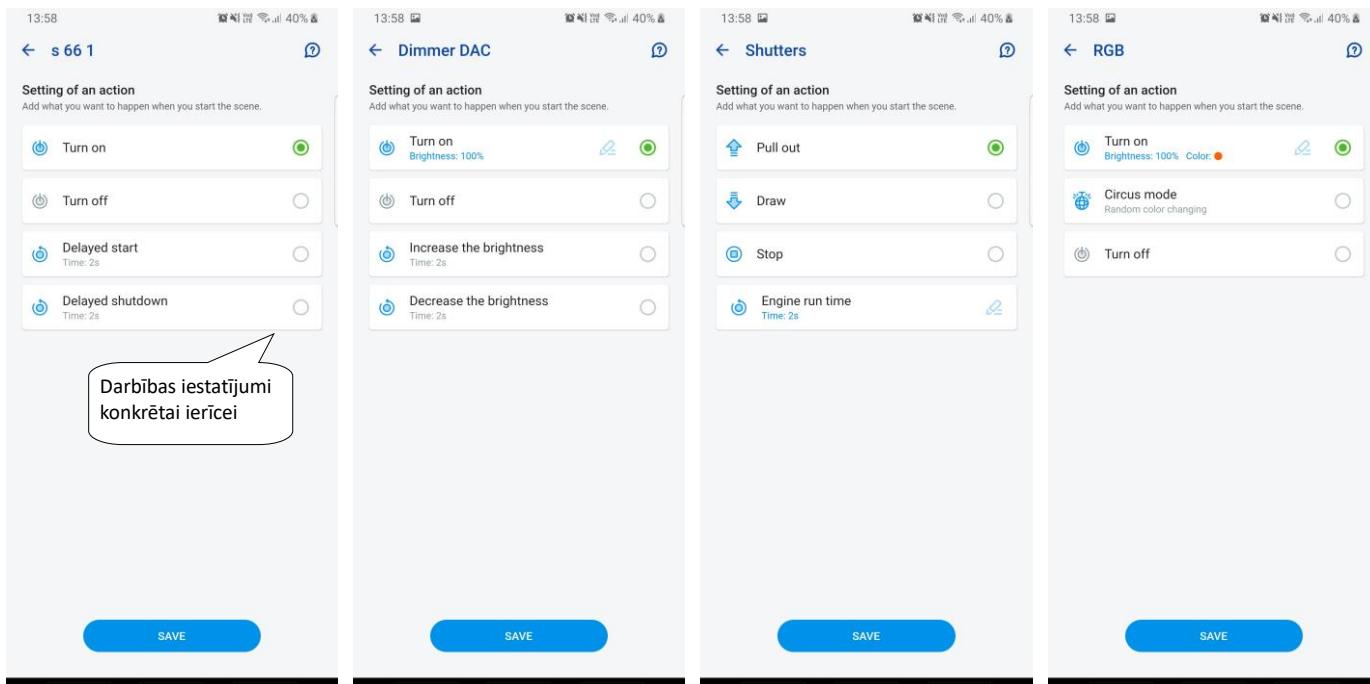 13:58
40%
s 66 1
Setting of an action
Add what you want to happen when you start the scene.
Turn on
Turn off
Delayed start
Time: 2s
Delayed shutdown
Time: 2s
Darbības iestatījumi
konkrētai ierīcei
SAVE
13:58
40%
Dimmer DAC
Setting of an action
Add what you want to happen when you start the scene.
Turn on
Brightness: 100%
Turn off
Increase the brightness
Time: 2s
Decrease the brightness
Time: 2s
SAVE
13:58
40%
Shutters
Setting of an action
Add what you want to happen when you start the scene.
Pull out
Draw
Stop
Engine run time
Time: 2s
SAVE
13:58
40%
RGB
Setting of an action
Add what you want to happen when you start the scene.
Turn on
Brightness: 100% Color:
Circus mode
Random color changing
Turn off
SAVE